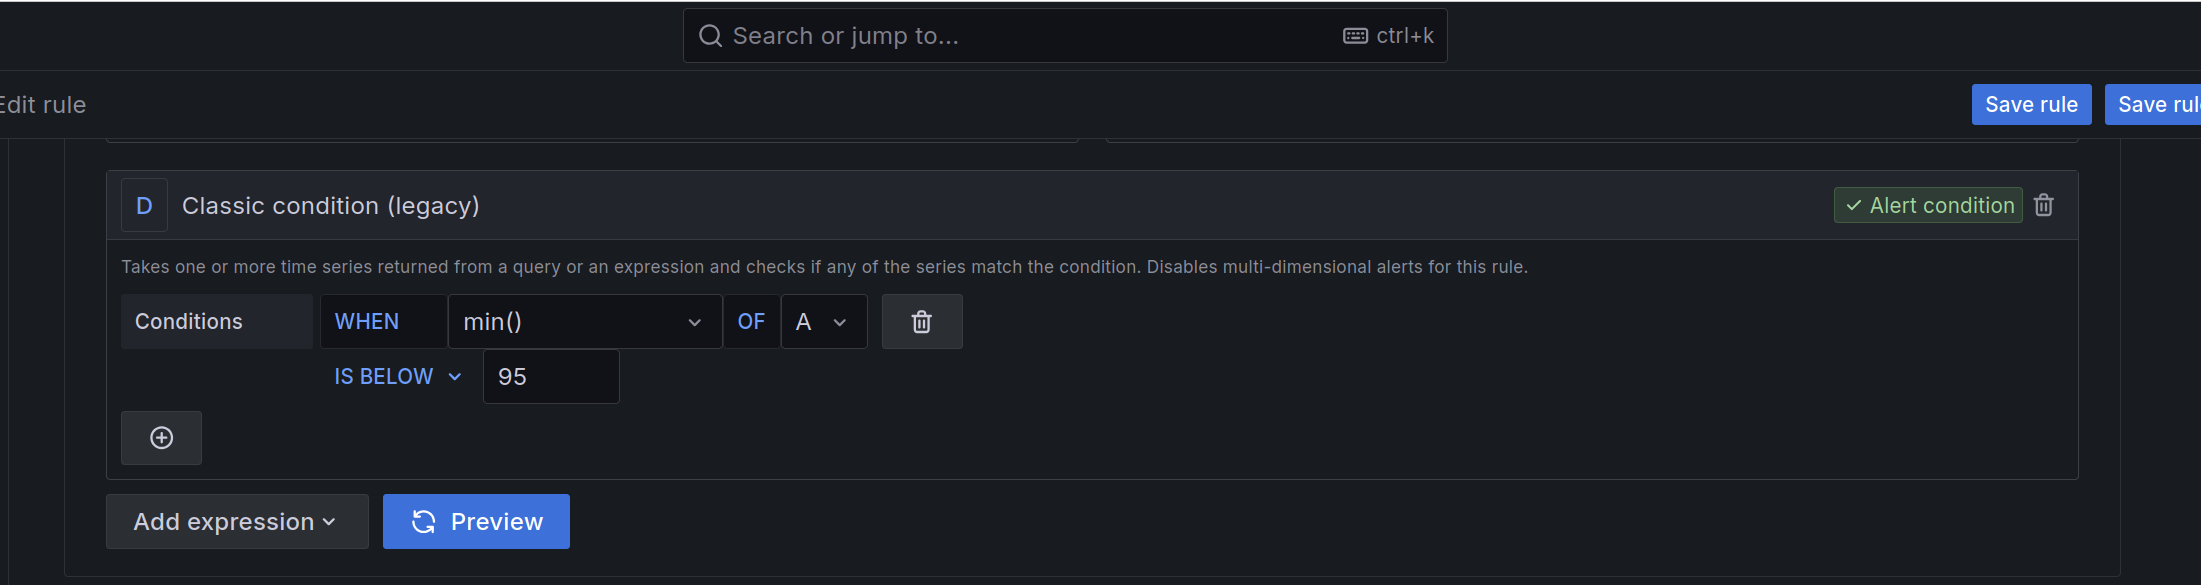 Search or jump to...
ctrl+k
Edit rule
Save rule
Save rul
D
Classic condition (legacy)
Alert condition
Takes one or more time series returned from a query or an expression and checks if any of the series match the condition. Disables multi-dimensional alerts for this rule.
Conditions
WHEN
min()
OF
A
IS BELOW
95
Add expression
Preview